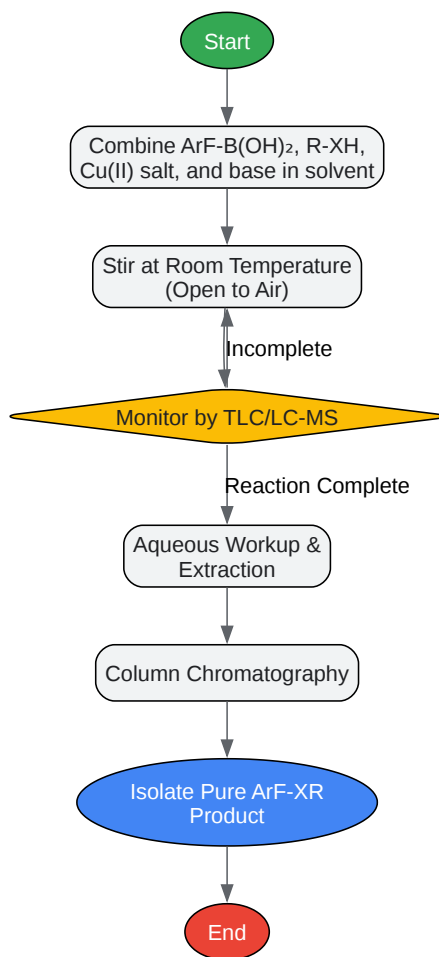 Start
Combine ArF-B(OH)₂, R-XH,
Cu(II) salt, and base in solvent
Stir at Room Temperature
(Open to Air)
Incomplete
Monitor by TLC/LC-MS
Reaction Complete
Aqueous Workup &
Extraction
Column Chromatography
Isolate Pure ArF-XR
Product
End